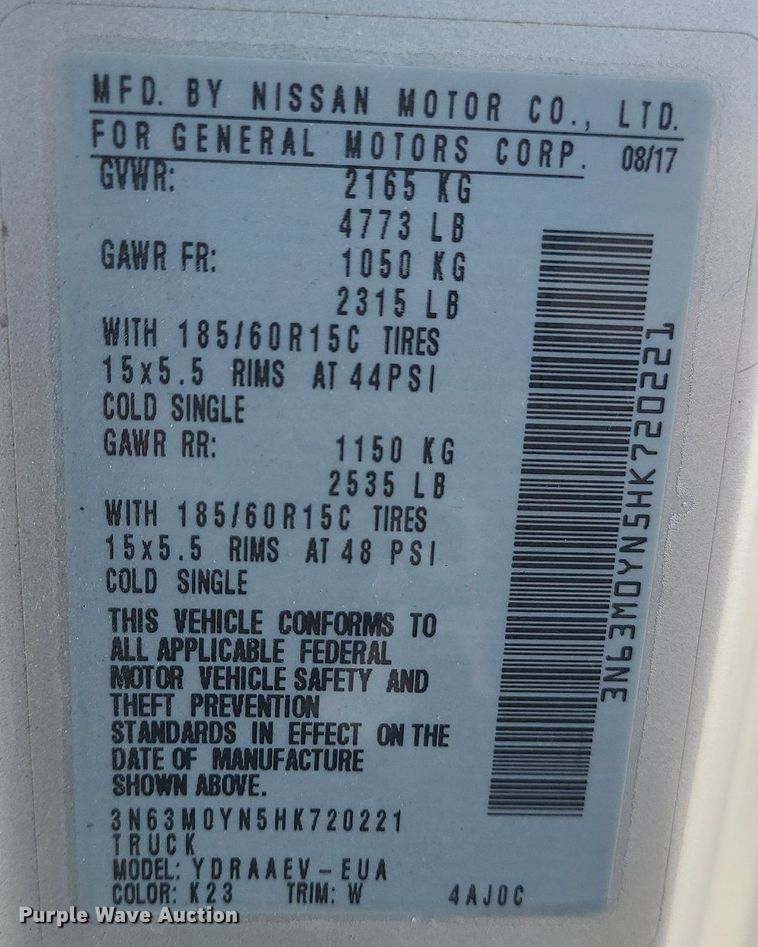 MFD. BY NISSAN MOTOR CO., LTD.
FOR GENERAL MOTORS CORP. 08/17
GVWR: 2165 KG
4773 LB
GAWR FR: 1050 KG
2315 LB
WITH 185/60R15C TIRES
15x5.5 RIMS AT 44PSI
COLD SINGLE
GAWR RR: 1150 KG
2535 LB
WITH 185/60R15C TIRES
15x5.5 RIMS AT 48 PSI
COLD SINGLE
THIS VEHICLE CONFORMS TO
ALL APPLICABLE FEDERAL
MOTOR VEHICLE SAFETY AND
THEFT PREVENTION
STANDARDS IN EFFECT ON THE
DATE OF MANUFACTURE
SHOWN ABOVE.
3N63M0YN5HK720221
TRUCK
MODEL: YDRAAEV-EUA
COLOR: K23 TRIM: W 4AJ0C
3N63M0YN5HK720221
Purple Wave Auction